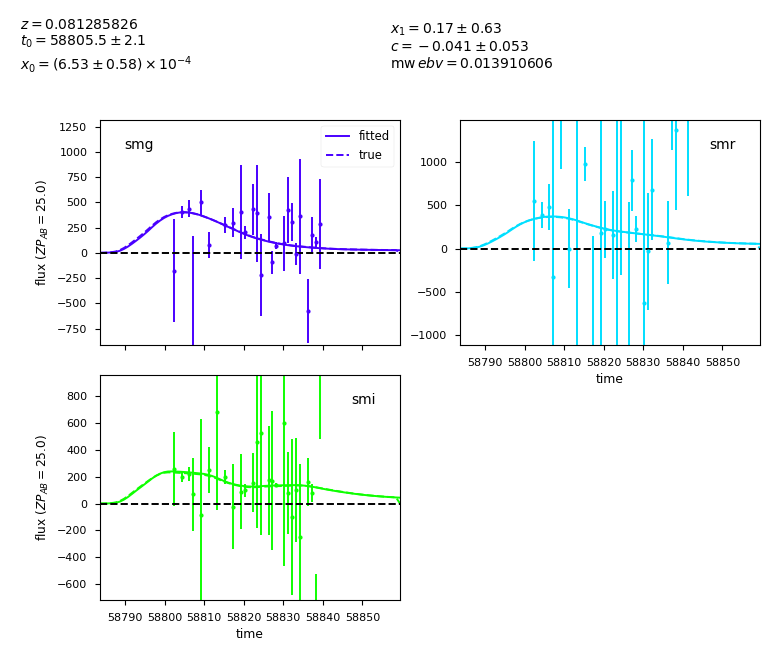 z = 0.081285826
t₀ = 58805.5 ± 2.1
x₀ = (6.53 ± 0.58) × 10⁻⁴
x₁ = 0.17 ± 0.63
c = −0.041 ± 0.053
mw ebv = 0.013910606
smg
fitted
true
1250
1000
750
500
250
0
−250
−500
−750
flux (ZP_AB = 25.0)
smr
1000
500
0
−500
−1000
58790 58800 58810 58820 58830 58840 58850
time
smi
800
600
400
200
0
−200
−400
−600
flux (ZP_AB = 25.0)
58790 58800 58810 58820 58830 58840 58850
time